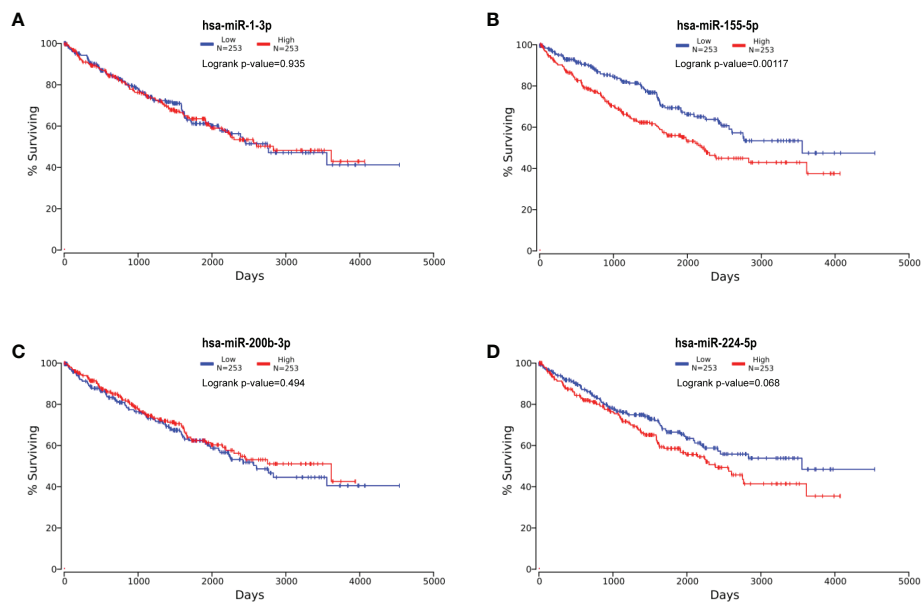 A
hsa-miR-1-3p
Low High
N=253 N=253
Logrank p-value=0.935
100
80
60
40
20
0
% Surviving
0 1000 2000 3000 4000 5000
Days
B
hsa-miR-155-5p
Low High
N=253 N=253
Logrank p-value=0.00117
100
80
60
40
20
0
% Surviving
0 1000 2000 3000 4000 5000
Days
C
hsa-miR-200b-3p
Low High
N=253 N=253
Logrank p-value=0.494
100
80
60
40
20
0
% Surviving
0 1000 2000 3000 4000 5000
Days
D
hsa-miR-224-5p
Low High
N=253 N=253
Logrank p-value=0.068
100
80
60
40
20
0
% Surviving
0 1000 2000 3000 4000 5000
Days